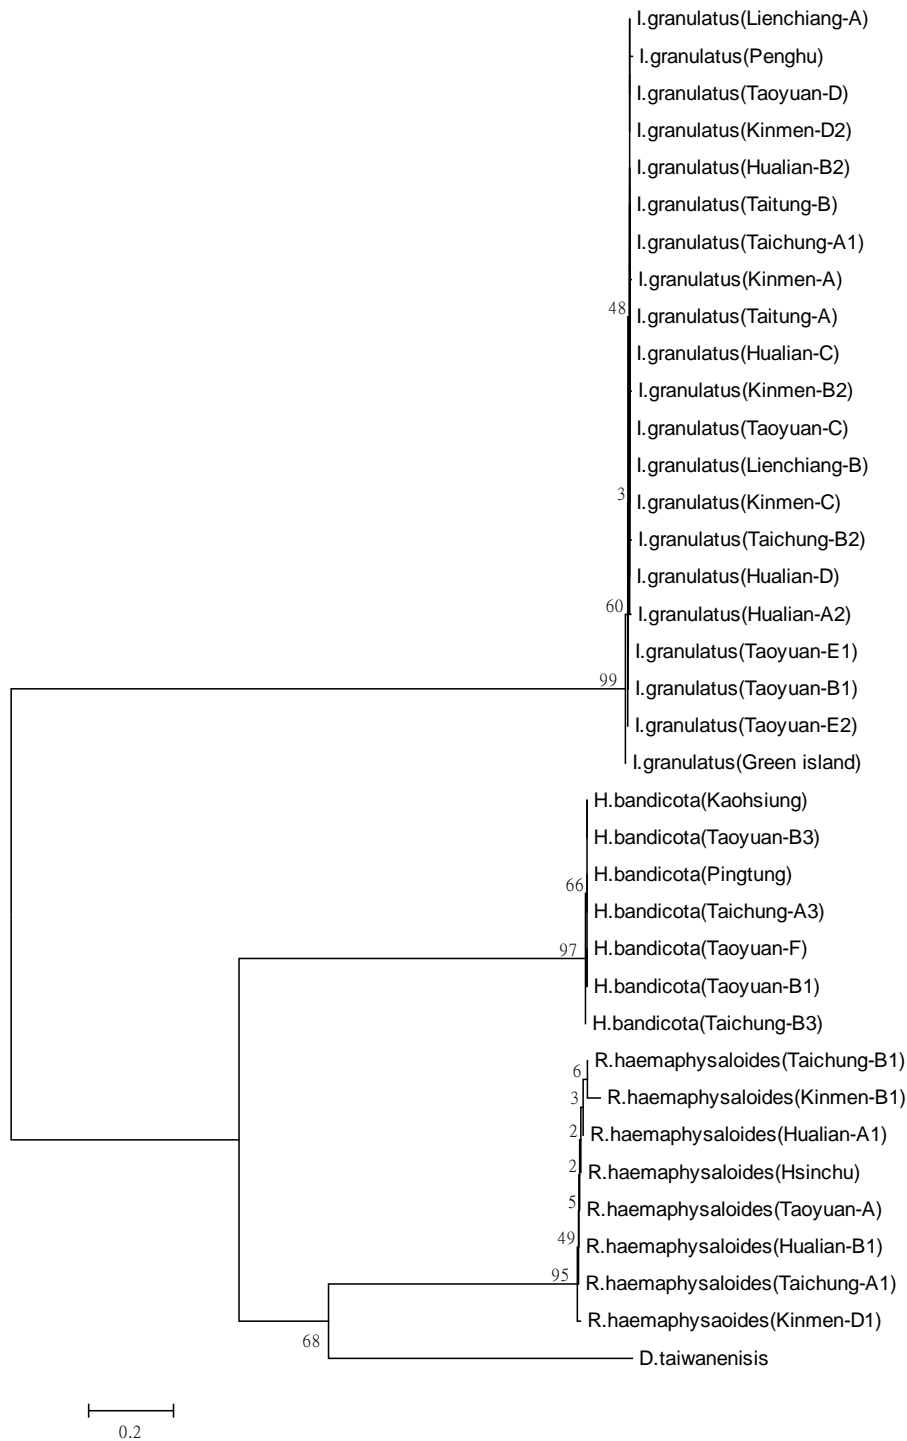 I.granulatus(Lienchiang-A)
I.granulatus(Penghu)
I.granulatus(Taoyuan-D)
I.granulatus(Kinmen-D2)
I.granulatus(Hualian-B2)
I.granulatus(Taitung-B)
I.granulatus(Taichung-A1)
I.granulatus(Kinmen-A)
48
I.granulatus(Taitung-A)
I.granulatus(Hualian-C)
I.granulatus(Kinmen-B2)
I.granulatus(Taoyuan-C)
I.granulatus(Lienchiang-B)
3
I.granulatus(Kinmen-C)
I.granulatus(Taichung-B2)
I.granulatus(Hualian-D)
60
I.granulatus(Hualian-A2)
I.granulatus(Taoyuan-E1)
99
I.granulatus(Taoyuan-B1)
I.granulatus(Taoyuan-E2)
I.granulatus(Green island)
H.bandicota(Kaohsiung)
H.bandicota(Taoyuan-B3)
H.bandicota(Pingtung)
66
H.bandicota(Taichung-A3)
97
H.bandicota(Taoyuan-F)
H.bandicota(Taoyuan-B1)
H.bandicota(Taichung-B3)
R.haemaphysaloides(Taichung-B1)
6
R.haemaphysaloides(Kinmen-B1)
3
2
R.haemaphysaloides(Hualian-A1)
2
R.haemaphysaloides(Hsinchu)
5
R.haemaphysaloides(Taoyuan-A)
49
R.haemaphysaloides(Hualian-B1)
95
R.haemaphysaloides(Taichung-A1)
R.haemaphysaoides(Kinmen-D1)
68
D.taiwanenisis
0.2